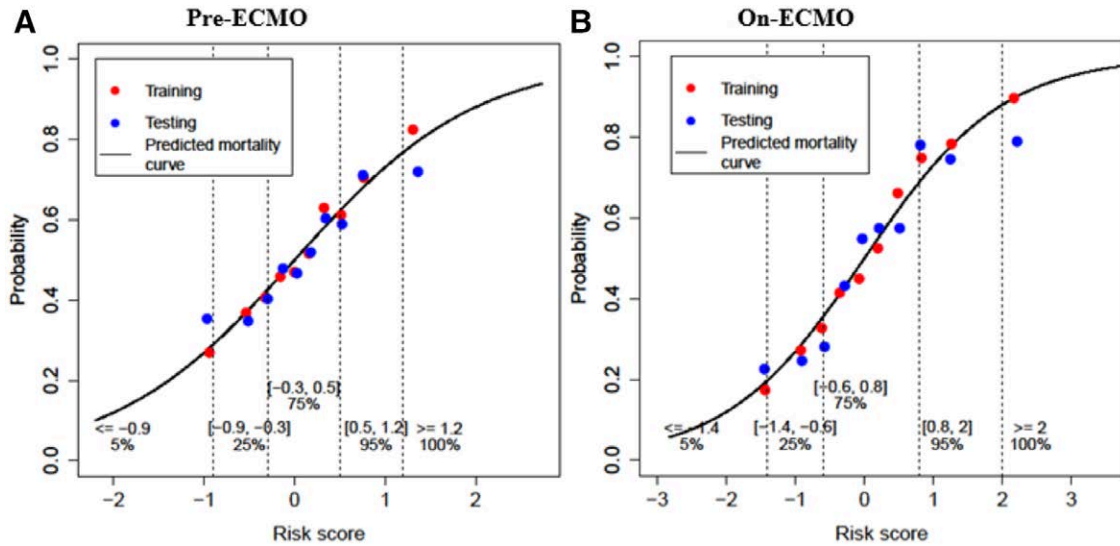 A
Pre-ECMO
Training
Testing
Predicted mortality
curve
Probability
0.0
0.2
0.4
0.6
0.8
1.0
[−0.3, 0.5]
75%
<= −0.9
5%
[−0.9, −0.3]
25%
[0.5, 1.2]
95%
>= 1.2
100%
−2
−1
0
1
2
Risk score
B
On-ECMO
Training
Testing
Predicted mortality
curve
Probability
0.0
0.2
0.4
0.6
0.8
1.0
[−0.6, 0.8]
75%
<= −1.4
5%
[−1.4, −0.6]
25%
[0.8, 2]
95%
>= 2
100%
−3
−2
−1
0
1
2
3
Risk score